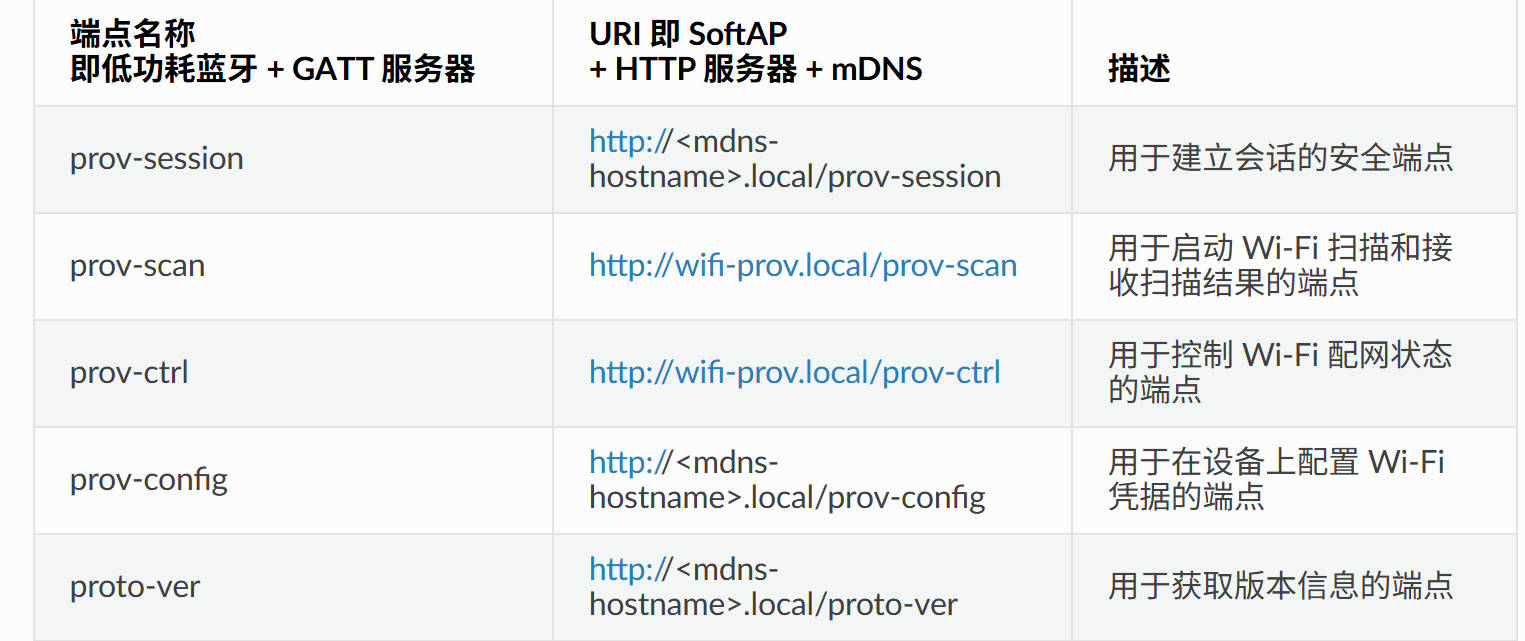 端点名称
即低功耗蓝牙 + GATT 服务器
URI 即 SoftAP
+ HTTP 服务器 + mDNS
描述
prov-session
http://<mdns-
hostname>.local/prov-session
用于建立会话的安全端点
prov-scan
http://wifi-prov.local/prov-scan
用于启动 Wi-Fi 扫描和接
收扫描结果的端点
prov-ctrl
http://wifi-prov.local/prov-ctrl
用于控制 Wi-Fi 配网状态
的端点
prov-config
http://<mdns-
hostname>.local/prov-config
用于在设备上配置 Wi-Fi
凭据的端点
proto-ver
http://<mdns-
hostname>.local/proto-ver
用于获取版本信息的端点